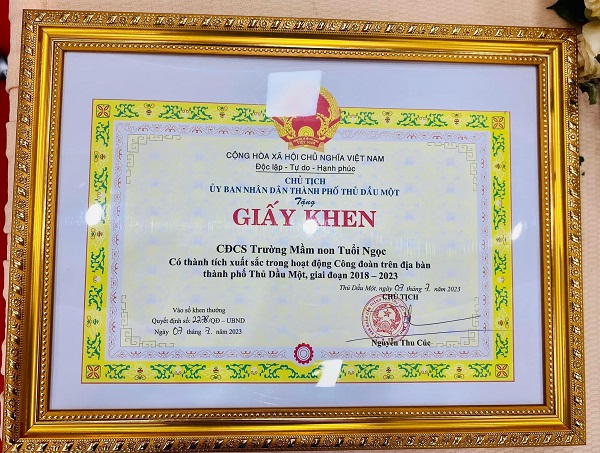 CỘNG HÒA XÃ HỘI CHỦ NGHĨA VIỆT NAM
Độc lập - Tự do - Hạnh phúc
CHỦ TỊCH
ỦY BAN NHÂN DÂN THÀNH PHỐ THỦ DẦU MỘT
Tặng
GIẤY KHEN
CĐCS Trường Mầm non Tuổi Ngọc
Có thành tích xuất sắc trong hoạt động Công đoàn trên địa bàn
thành phố Thủ Dầu Một, giai đoạn 2018 – 2023
Thủ Dầu Một, ngày 07 tháng 7 năm 2023
CHỦ TỊCH
Vào sổ khen thưởng
Quyết định số: 2276/QĐ – UBND
Ngày 07 tháng 7 năm 2023
Nguyễn Thu Cúc